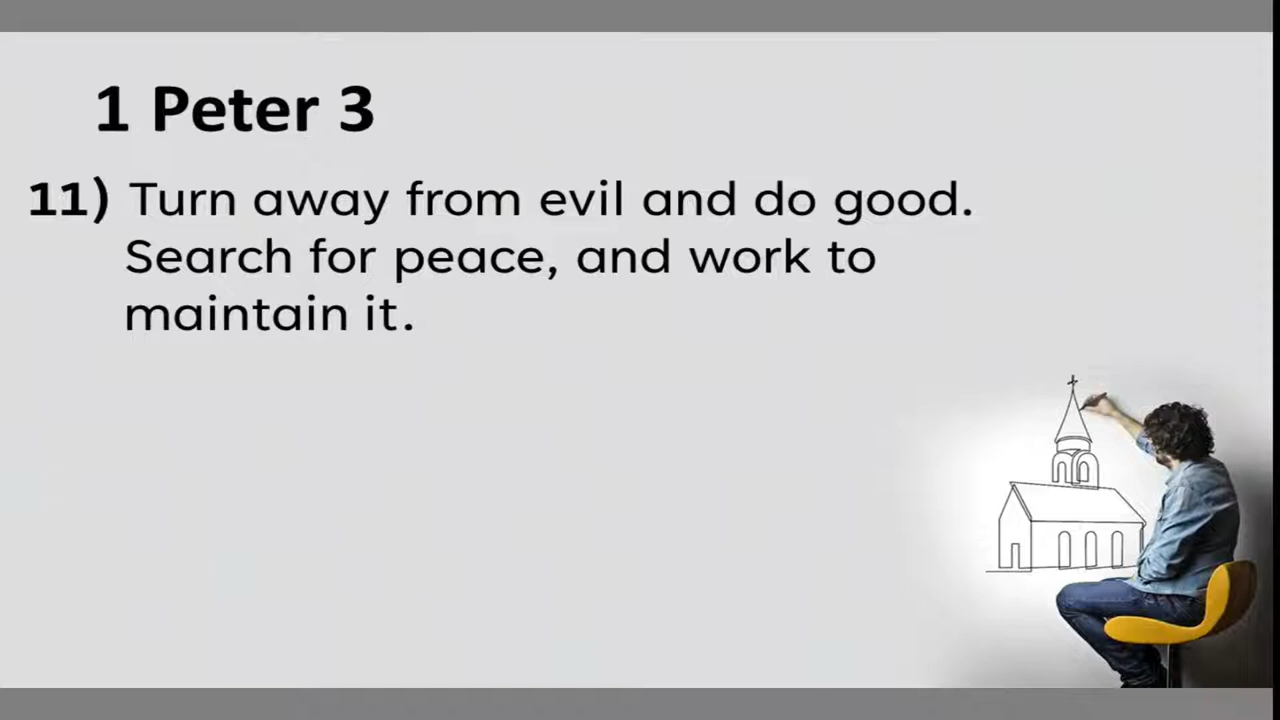 1 Peter 3
11) Turn away from evil and do good.
Search for peace, and work to
maintain it.